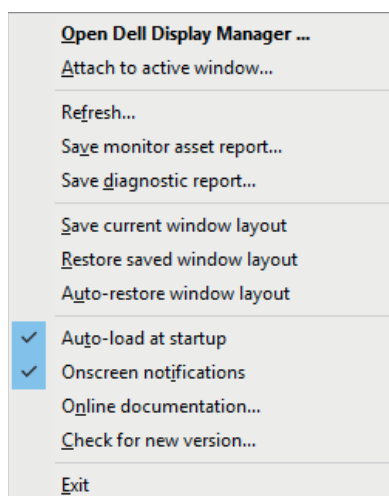 Open Dell Display Manager ...
Attach to active window...
Refresh...
Save monitor asset report...
Save diagnostic report...
Save current window layout
Restore saved window layout
Auto-restore window layout
Auto-load at startup
Onscreen notifications
Online documentation...
Check for new version...
Exit